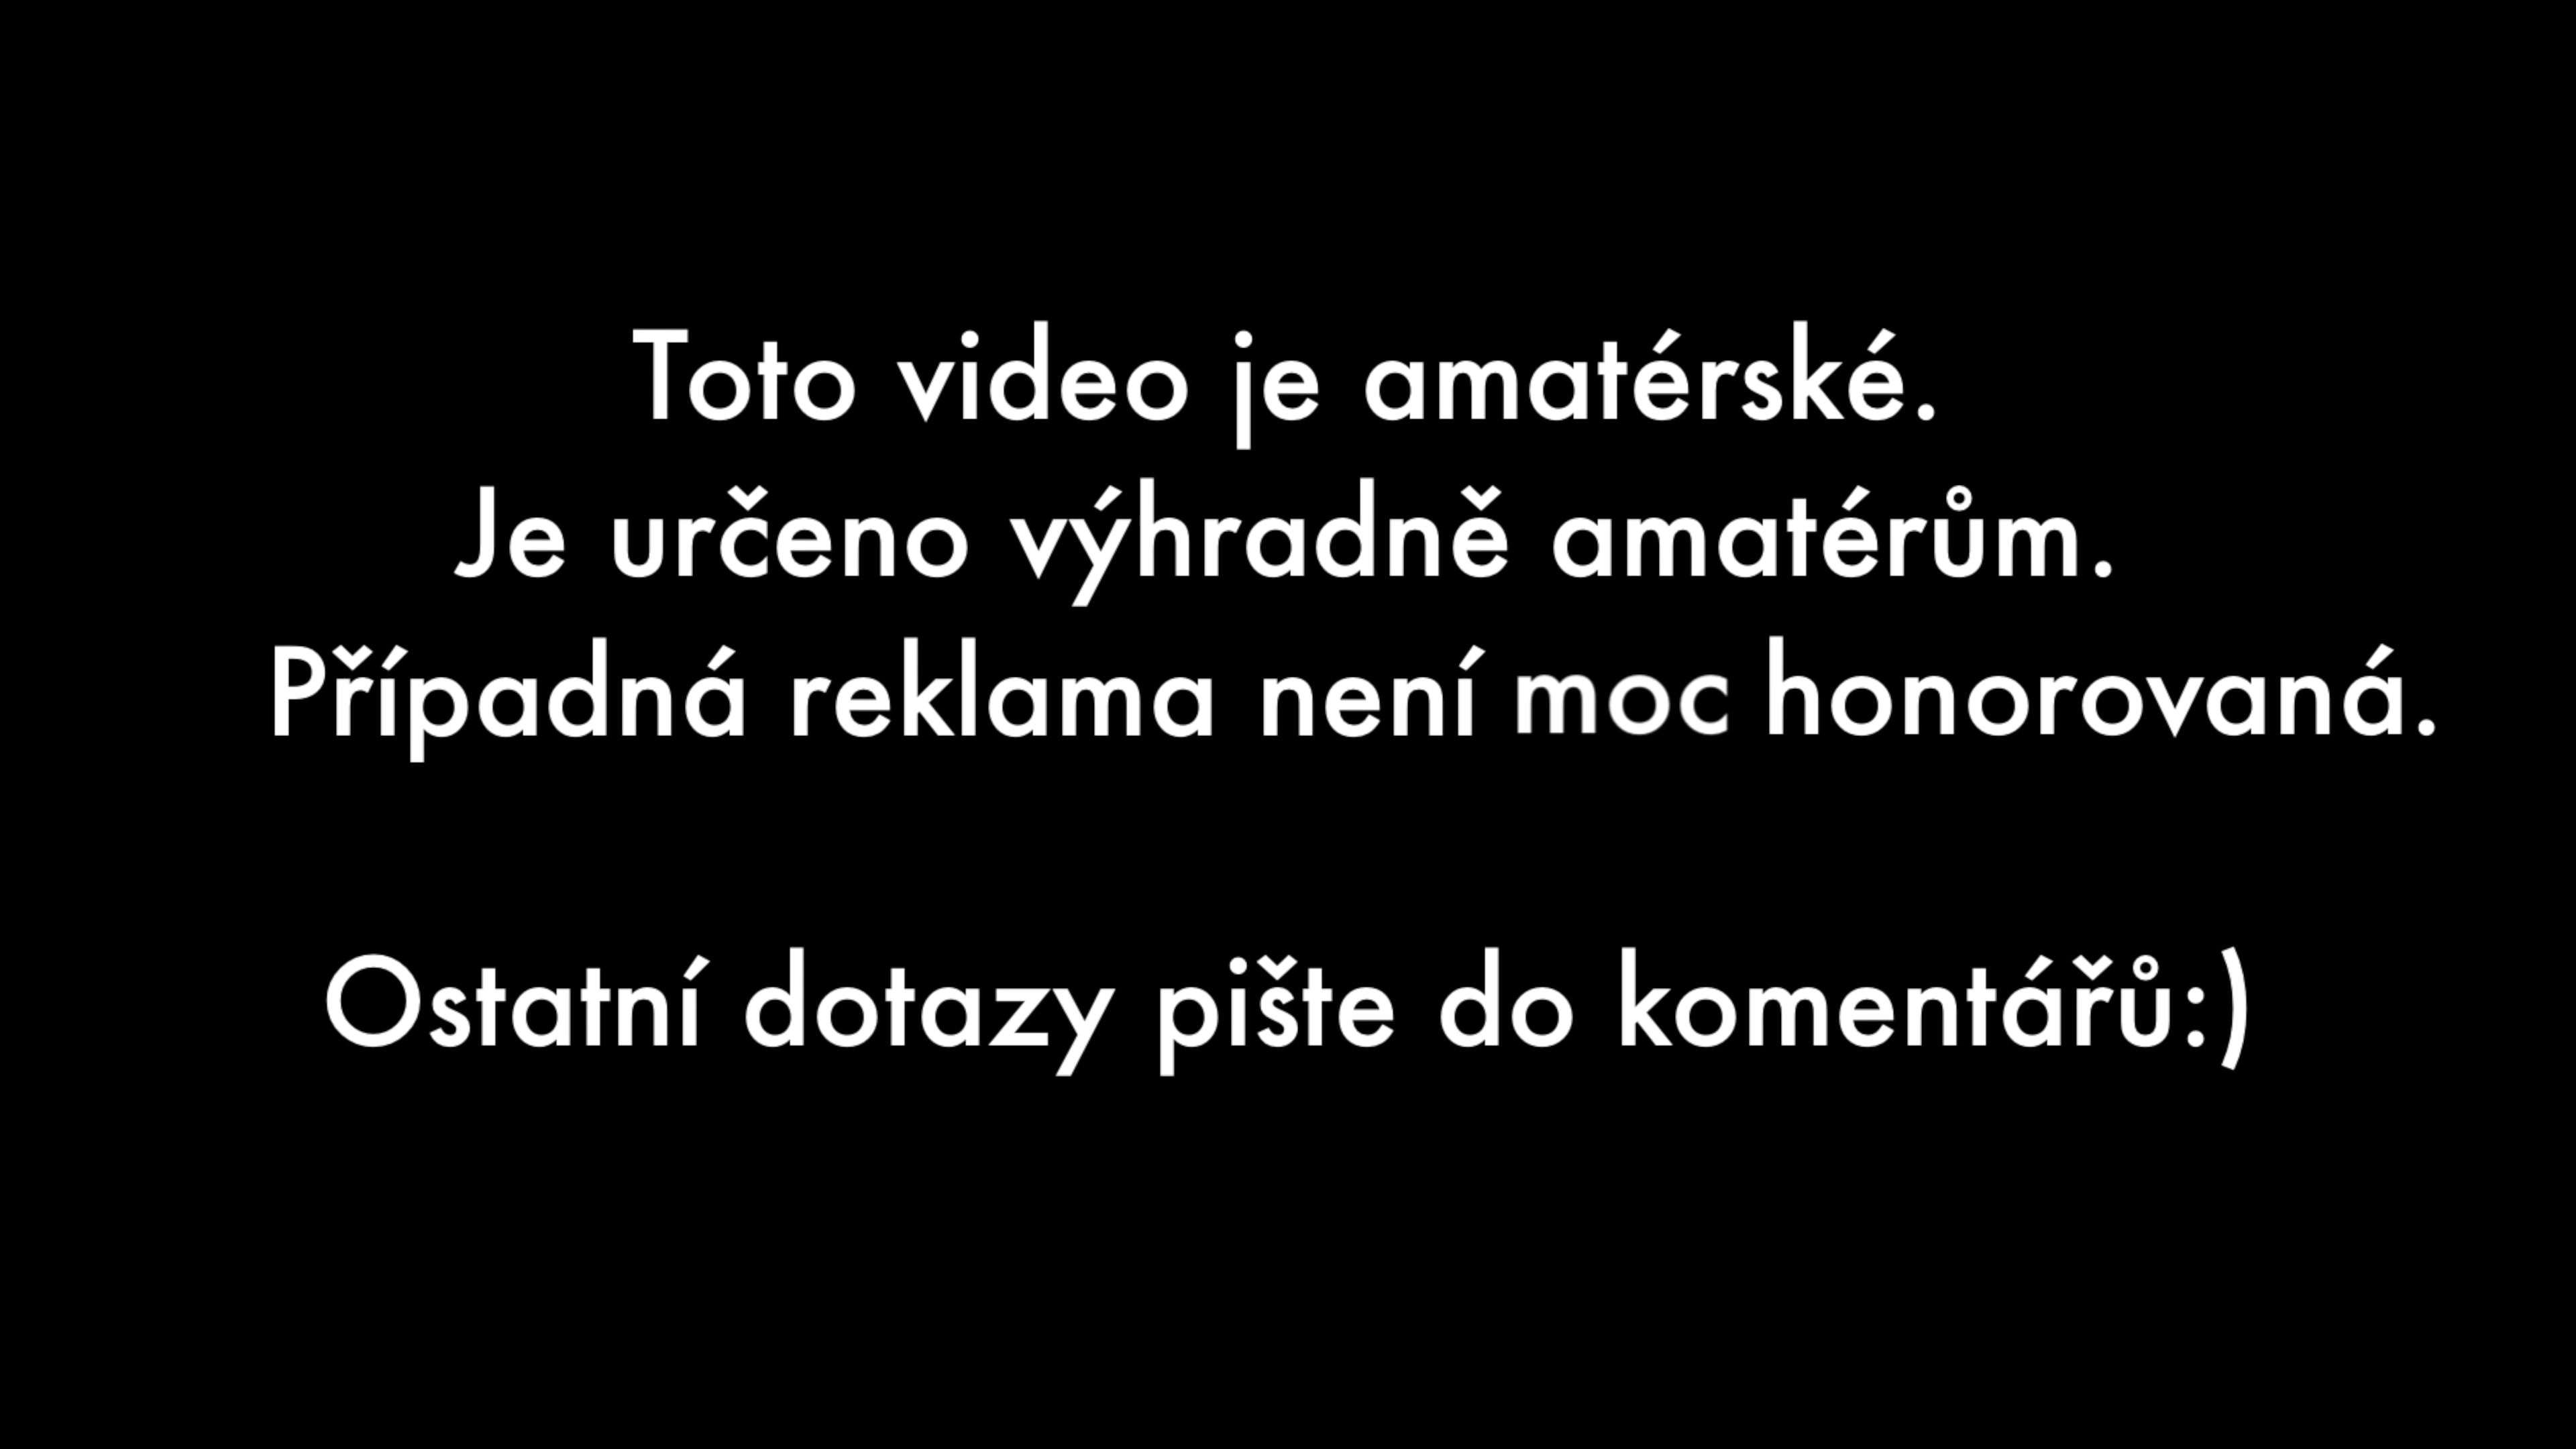 Toto video je amatérské.
Je určeno výhradně amatérům.
Případná reklama není moc honorovaná.
Ostatní dotazy pište do komentářů:)